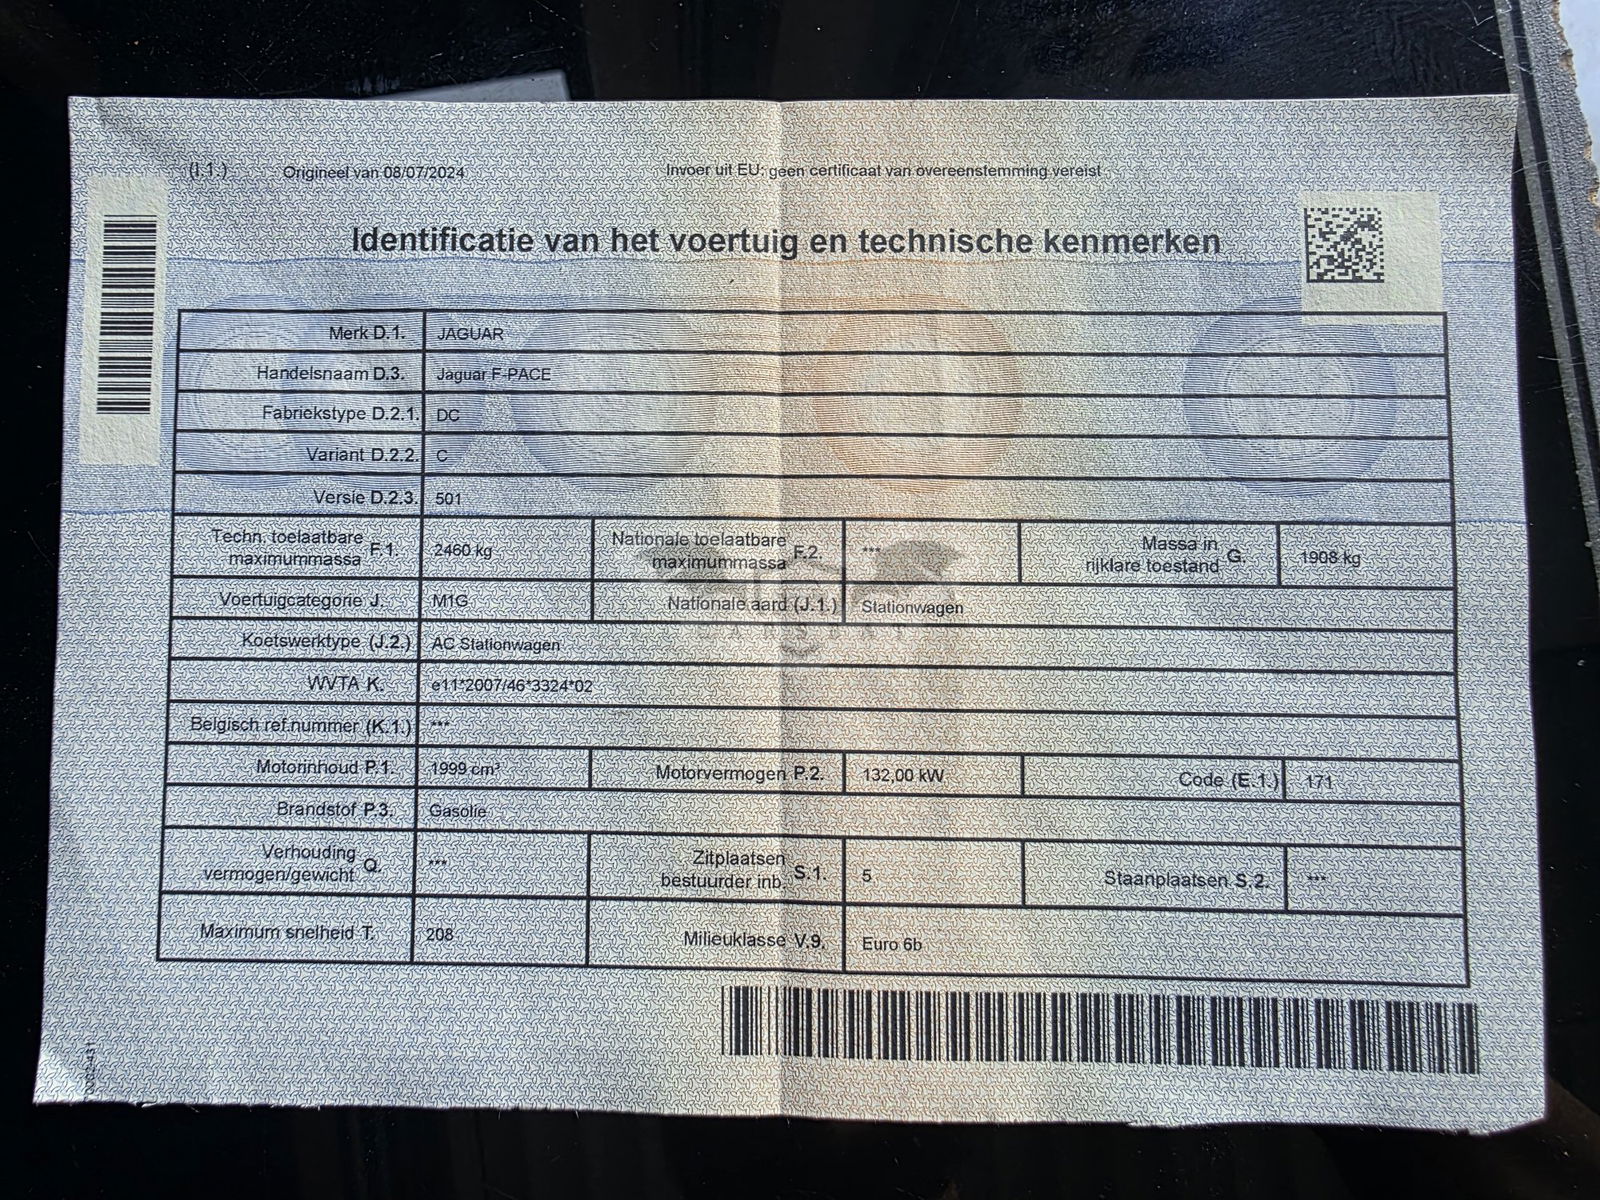 (I.1.) Origineel van 08/07/2024 Invoer uit EU: geen certificaat van overeenstemming vereist
Identificatie van het voertuig en technische kenmerken
Merk D.1. JAGUAR
Handelsnaam D.3. Jaguar F-PACE
Fabriekstype D.2.1. DC
Variant D.2.2. C
Versie D.2.3. 501
Techn. toelaatbare
maximummassa F.1. 2460 kg
Nationale toelaatbare
maximummassa F.2. ***
Massa in
rijklare toestand G. 1908 kg
Voertuigcategorie J. M1G Nationale aard (J.1.) Stationwagen
CARSBAY
Koetswerktype (J.2.) AC Stationwagen
WVTA K. e11*2007/46*3324*02
Belgisch ref.nummer (K.1.) ***
Motorinhoud P.1. 1999 cm³ Motorvermogen P.2. 132,00 kW Code (E.1.) 171
Brandstof P.3. Gasolie
Verhouding
vermogen/gewicht Q. ***
Zitplaatsen
bestuurder inb. S.1. 5
Staanplaatsen S.2. ***
Maximum snelheid T. 208 Milieuklasse V.9. Euro 6b